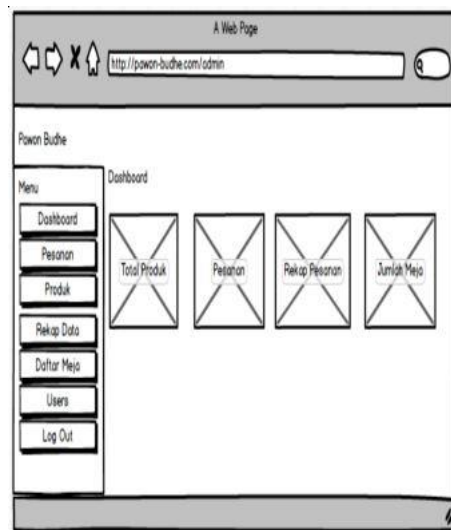 A Web Page
http://pawon-budhe.com/admin
Pawon Budhe
Menu
Dashboard
Pesanan
Produk
Rekap Data
Daftar Meja
Users
Log Out
Dashboard
Total Produk
Pesanan
Rekap Pesanan
Jumlah Meja